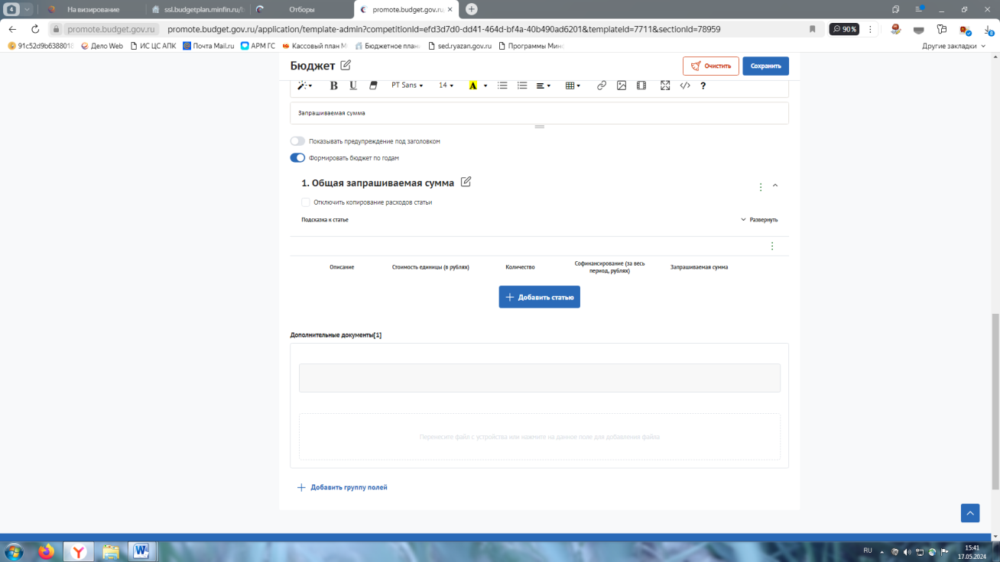 4
На визирование
ssl.budgetplan.minfin.ru/
Отборы
promote.budget.gov.ru
promote.budget.gov.ru
promote.budget.gov.ru/application/template-admin?competitionId=efd3d7d0-dd41-464d-bf4a-40b490ad6201&templateId=7711&sectionId=78959
90%
91c52d9b6388018
Дело Web
ИС ЦС АПК
Почта Mail.ru
АРМ ГС
Кассовый план М
Бюджетное план
sed.ryazan.gov.ru
Программы Мин
Другие закладки
Бюджет
Очистить
Сохранить
B U PT Sans 14 A ?
Запрашиваемая сумма
Показывать предупреждение под заголовком
Формировать бюджет по годам
1. Общая запрашиваемая сумма
Отключить копирование расходов статьи
Подсказка к статье
Развернуть
Описание
Стоимость единицы (в рублях)
Количество
Софинансирование (за весь
период, рублях)
Запрашиваемая сумма
Добавить статью
Дополнительные документы[1]
Перенесите файл с устройства или нажмите на данное поле для добавления файла
Добавить группу полей
RU
15:41
17.05.2024